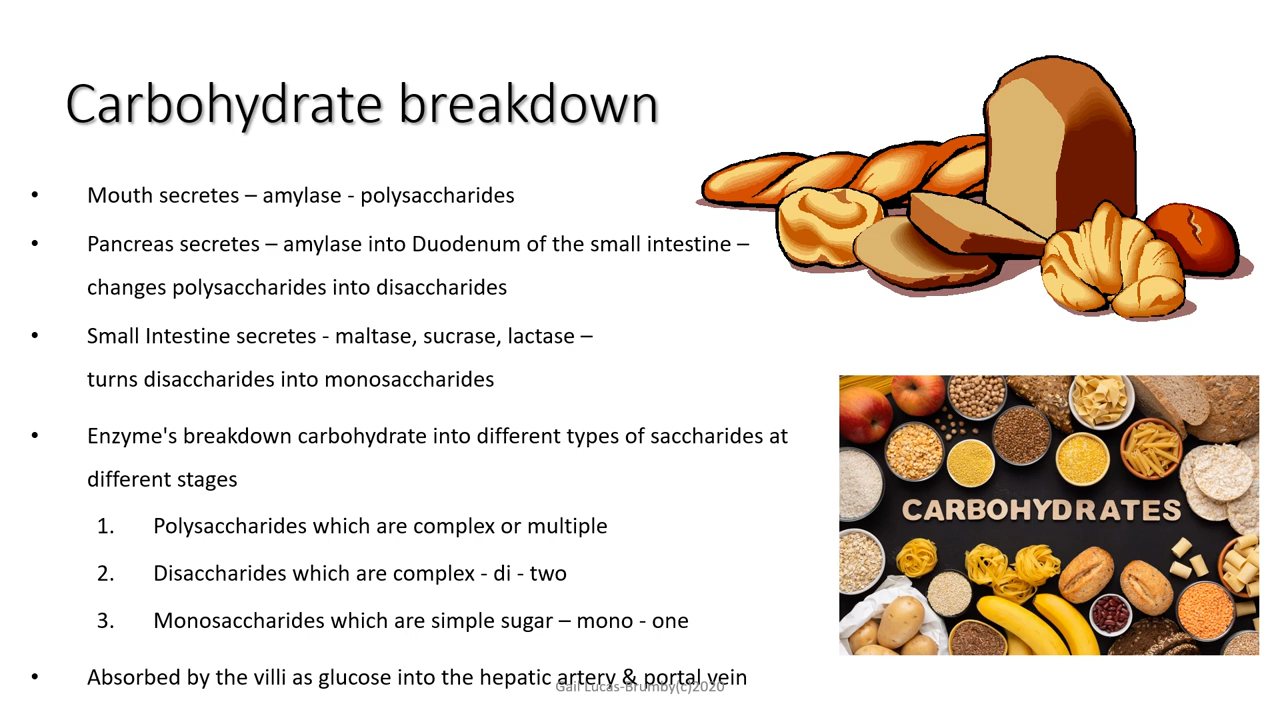 Carbohydrate breakdown
• Mouth secretes – amylase - polysaccharides
• Pancreas secretes – amylase into Duodenum of the small intestine –
changes polysaccharides into disaccharides
• Small Intestine secretes - maltase, sucrase, lactase –
turns disaccharides into monosaccharides
• Enzyme's breakdown carbohydrate into different types of saccharides at
different stages
1. Polysaccharides which are complex or multiple
2. Disaccharides which are complex - di - two
3. Monosaccharides which are simple sugar – mono - one
• Absorbed by the villi as glucose into the hepatic artery & portal vein
Gail Lucas-Brumby(c)2020
CARBOHYDRATES